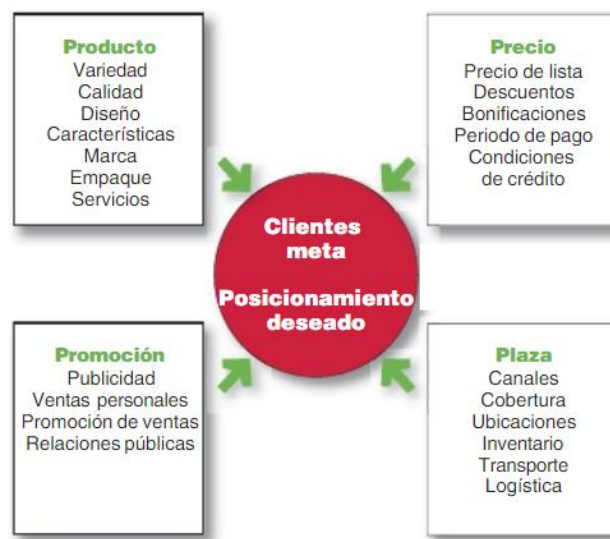 Producto
Variedad
Calidad
Diseño
Características
Marca
Empaque
Servicios
Precio
Precio de lista
Descuentos
Bonificaciones
Periodo de pago
Condiciones
de crédito
Clientes
meta
Posicionamiento
deseado
Promoción
Publicidad
Ventas personales
Promoción de ventas
Relaciones públicas
Plaza
Canales
Cobertura
Ubicaciones
Inventario
Transporte
Logística